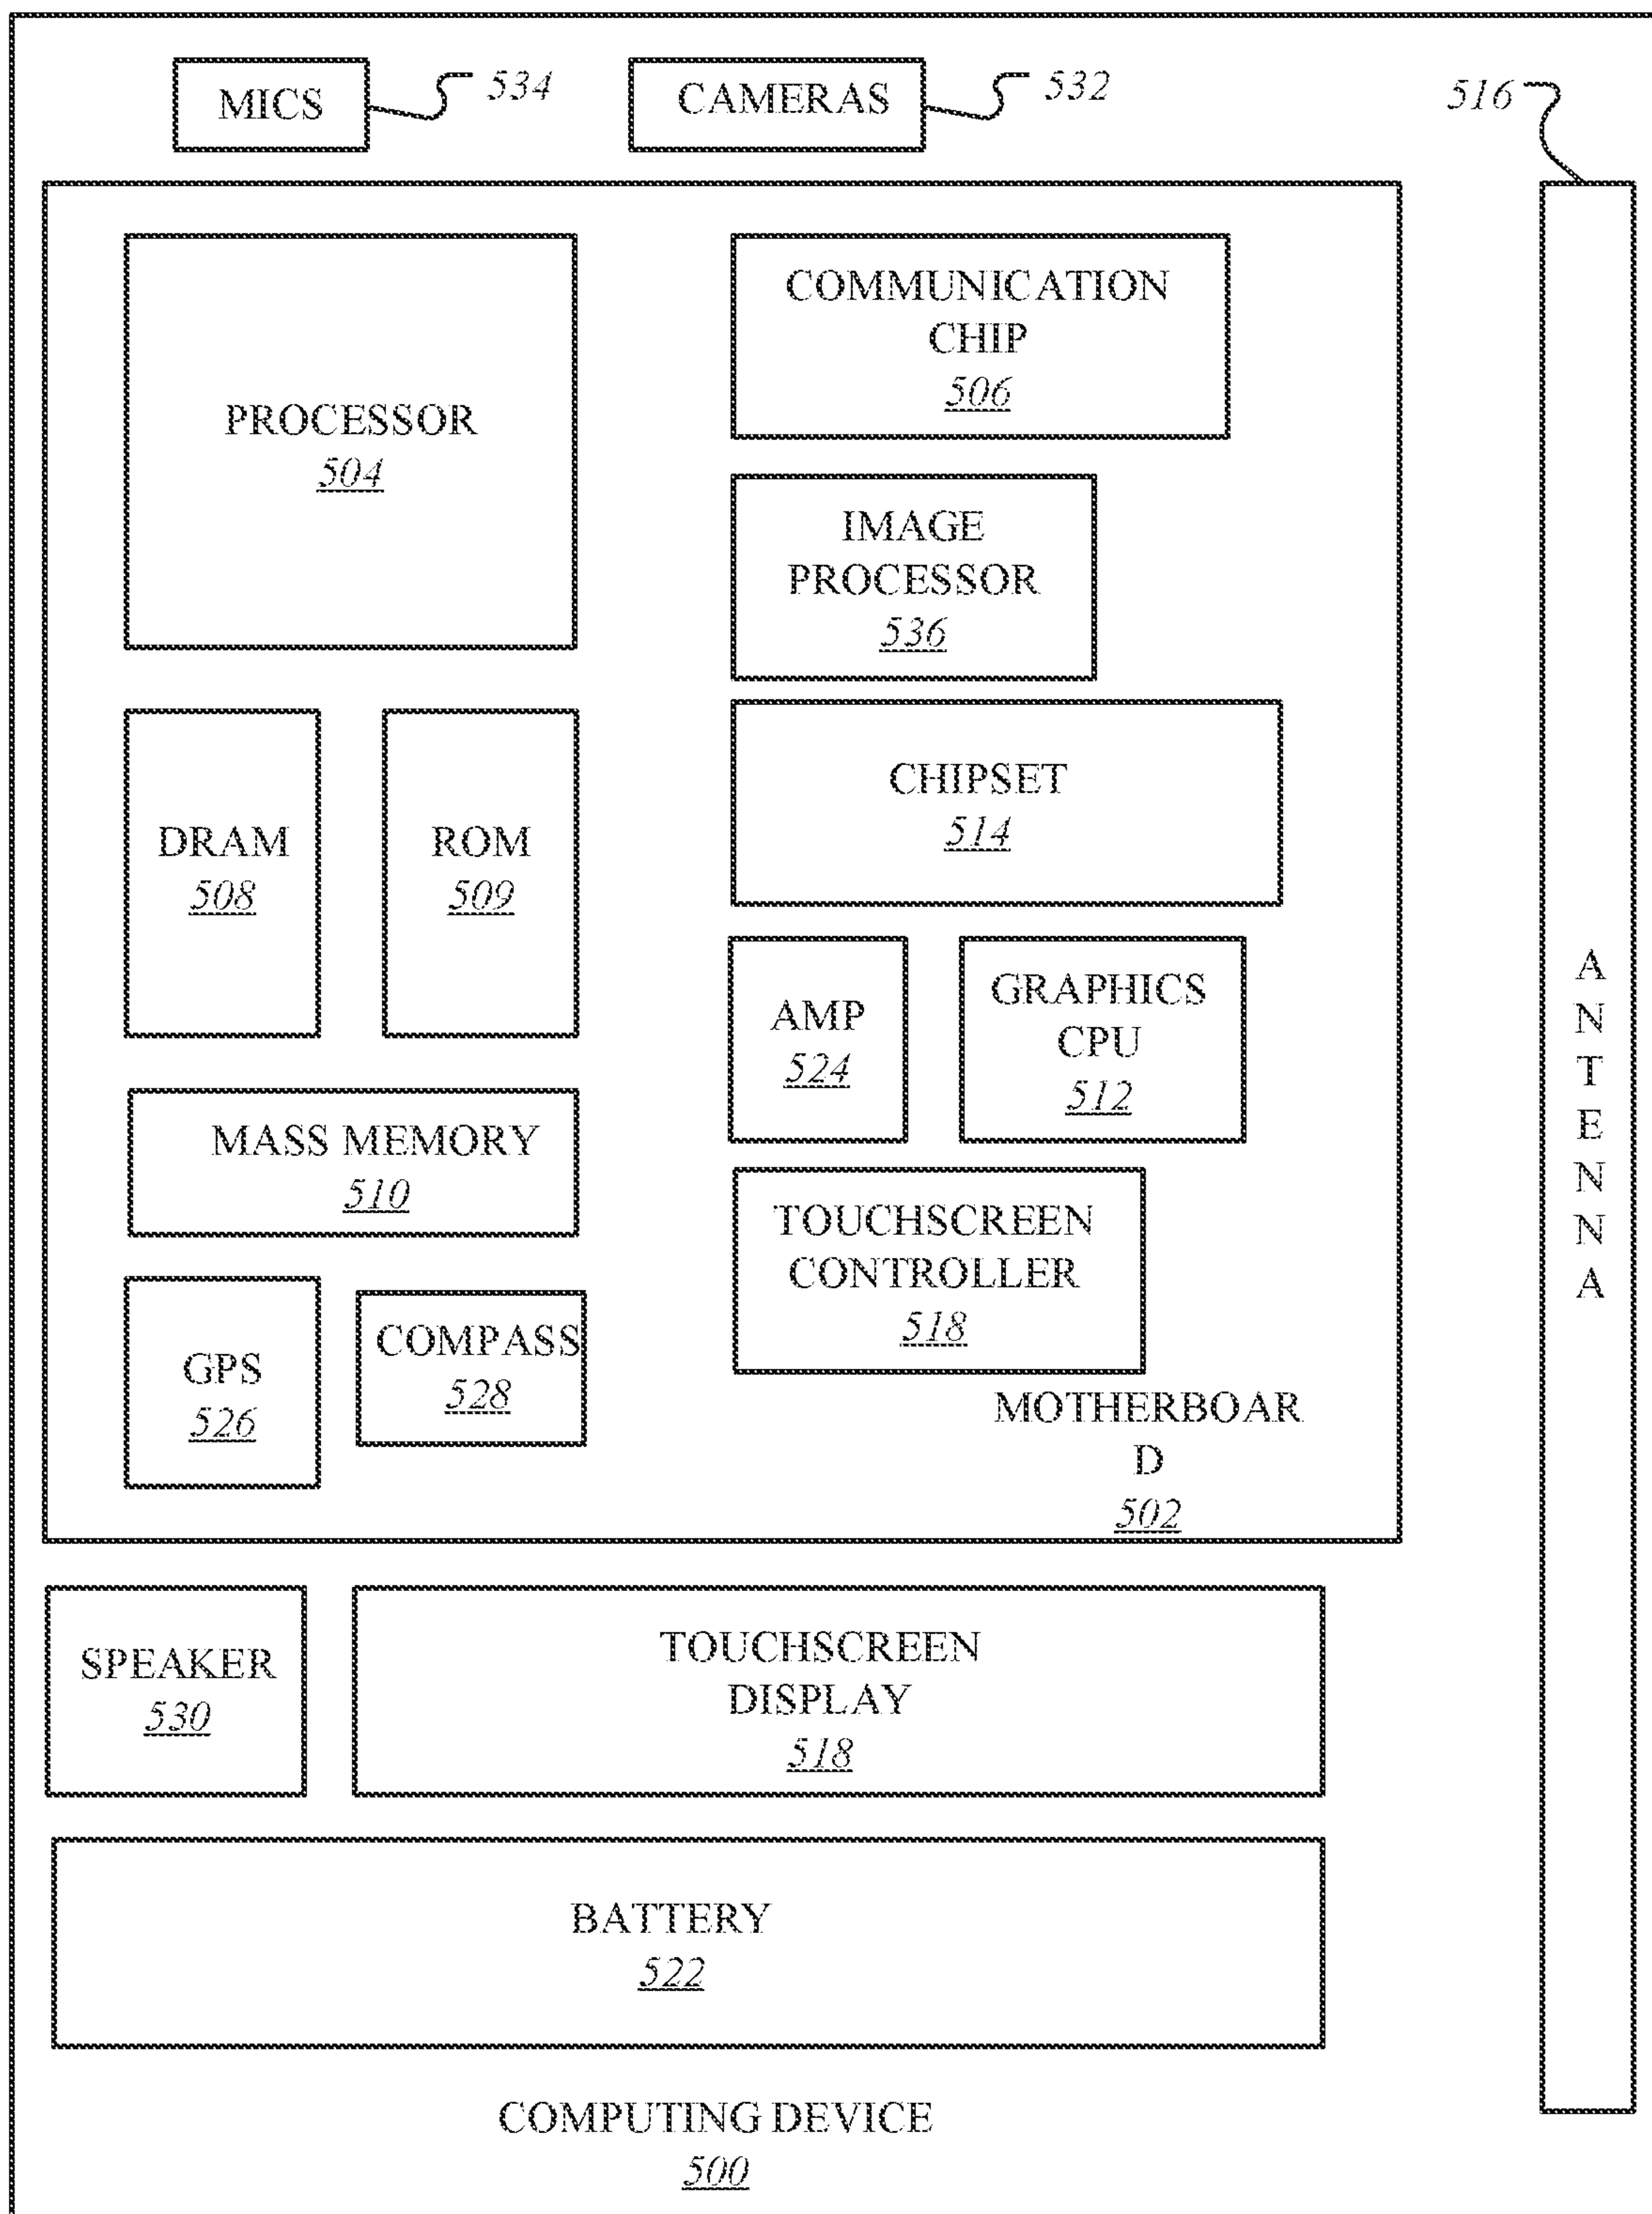 MICS
534
CAMERAS
532
516
PROCESSOR
504
COMMUNICATION
CHIP
506
IMAGE
PROCESSOR
536
DRAM
508
ROM
509
CHIPSET
514
AMP
524
GRAPHICS
CPU
512
MASS MEMORY
510
TOUCHSCREEN
CONTROLLER
518
GPS
526
COMPASS
528
MOTHERBOAR
D
502
A
N
T
E
N
N
A
SPEAKER
530
TOUCHSCREEN
DISPLAY
518
BATTERY
522
COMPUTING DEVICE
500